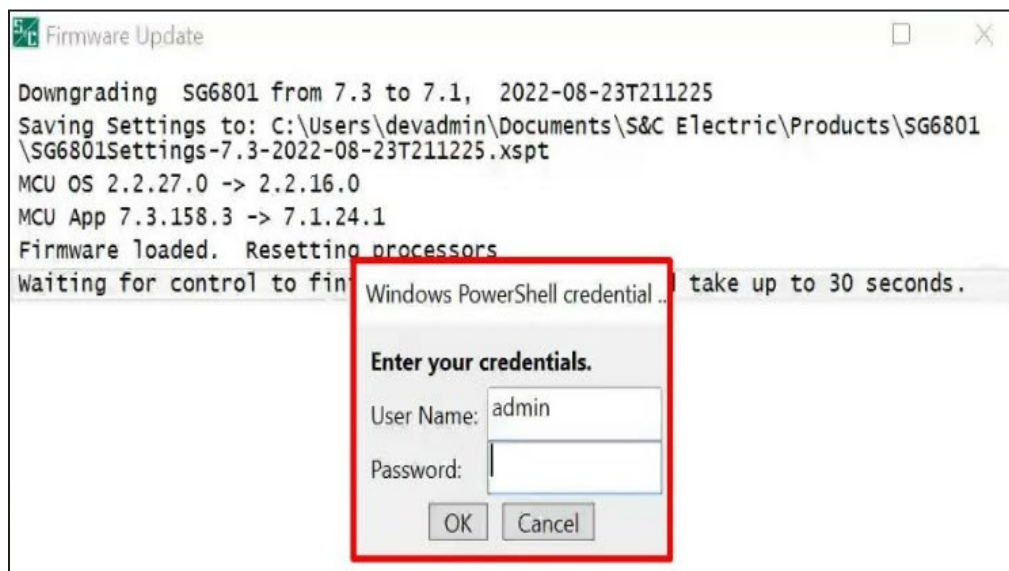 S/C Firmware Update
Downgrading SG6801 from 7.3 to 7.1, 2022-08-23T211225
Saving Settings to: C:\Users\devadmin\Documents\S&C Electric\Products\SG6801
\SG6801Settings-7.3-2022-08-23T211225.xspt
MCU OS 2.2.27.0 -> 2.2.16.0
MCU App 7.3.158.3 -> 7.1.24.1
Firmware loaded. Resetting processors
Waiting for control to take up to 30 seconds.
Windows PowerShell credential ..
Enter your credentials.
User Name: admin
Password:
OK Cancel